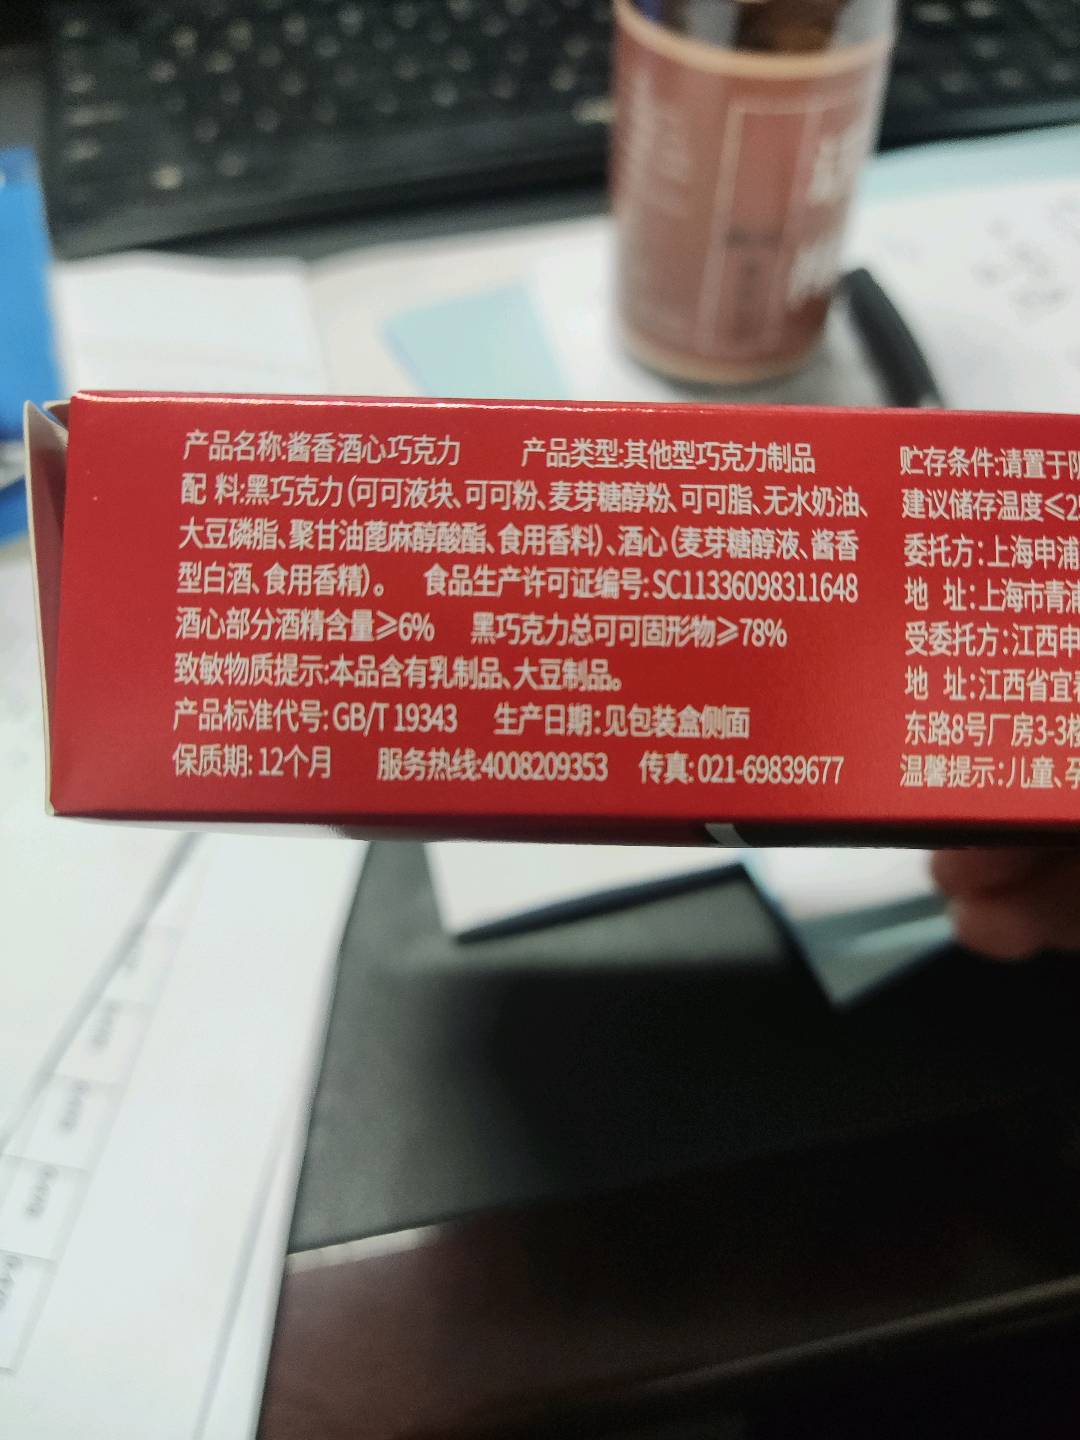 产品名称:酱香酒心巧克力 产品类型:其他型巧克力制品
配 料:黑巧克力(可可液块、可可粉、麦芽糖醇粉、可可脂、无水奶油、
大豆磷脂、聚甘油蓖麻醇酸酯、食用香料)、酒心(麦芽糖醇液、酱香
型白酒、食用香精)。 食品生产许可证编号:SC11336098311648
酒心部分酒精含量≥6% 黑巧克力总可可固形物≥78%
致敏物质提示:本品含有乳制品、大豆制品。
产品标准代号:GB/T 19343 生产日期:见包装盒侧面
保质期:12个月 服务热线:4008209353 传真:021-69839677
贮存条件:请置于
建议储存温度≤2
委托方:上海申浦
地 址:上海市青浦
受委托方:江西申
地 址:江西省宜春
东路8号厂房3-3楼
温馨提示:儿童、孕